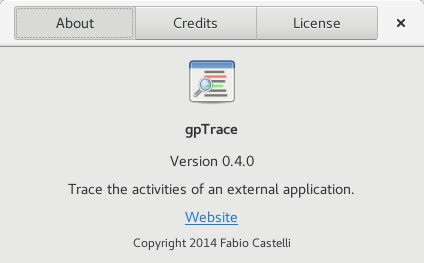 About Credits License
gpTrace
Version 0.4.0
Trace the activities of an external application.
Website
Copyright 2014 Fabio Castelli